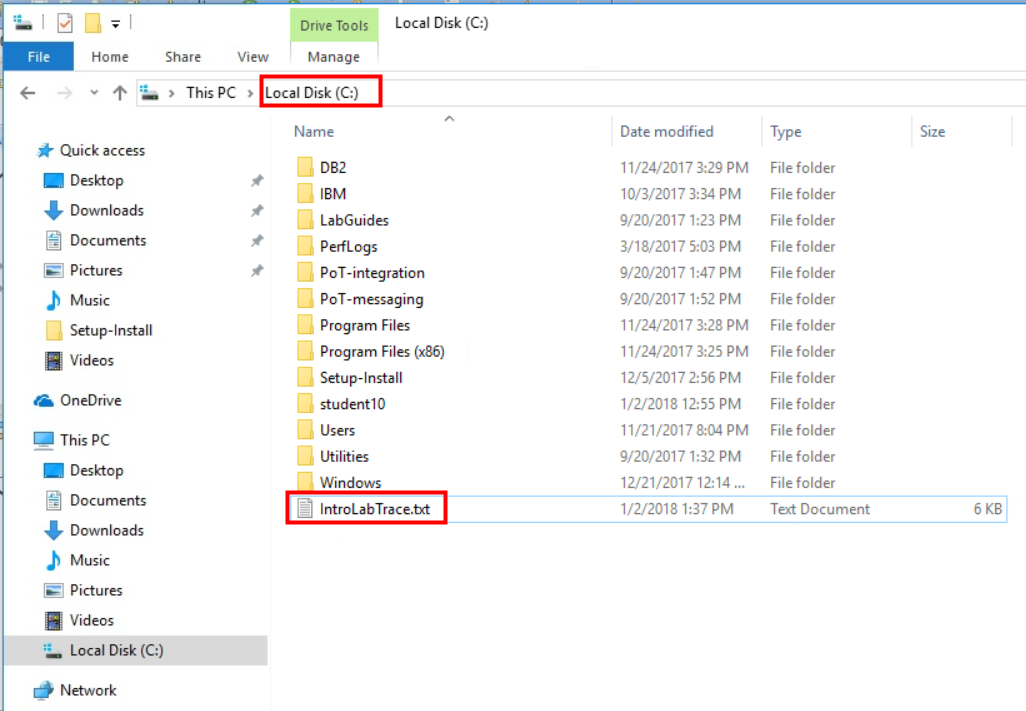 Drive Tools Local Disk (C:)
File Home Share View Manage
This PC Local Disk (C:)
Quick access
Desktop
Downloads
Documents
Pictures
Music
Setup-Install
Videos
OneDrive
This PC
Desktop
Documents
Downloads
Music
Pictures
Videos
Local Disk (C:)
Network
Name Date modified Type Size
DB2 11/24/2017 3:29 PM File folder
IBM 10/3/2017 3:34 PM File folder
LabGuides 9/20/2017 1:23 PM File folder
PerfLogs 3/18/2017 5:03 PM File folder
PoT-integration 9/20/2017 1:47 PM File folder
PoT-messaging 9/20/2017 1:52 PM File folder
Program Files 11/24/2017 3:28 PM File folder
Program Files (x86) 11/24/2017 3:25 PM File folder
Setup-Install 12/5/2017 2:56 PM File folder
student10 1/2/2018 12:55 PM File folder
Users 11/21/2017 8:04 PM File folder
Utilities 9/20/2017 1:32 PM File folder
Windows 12/21/2017 12:14 ... File folder
IntroLabTrace.txt 1/2/2018 1:37 PM Text Document 6 KB